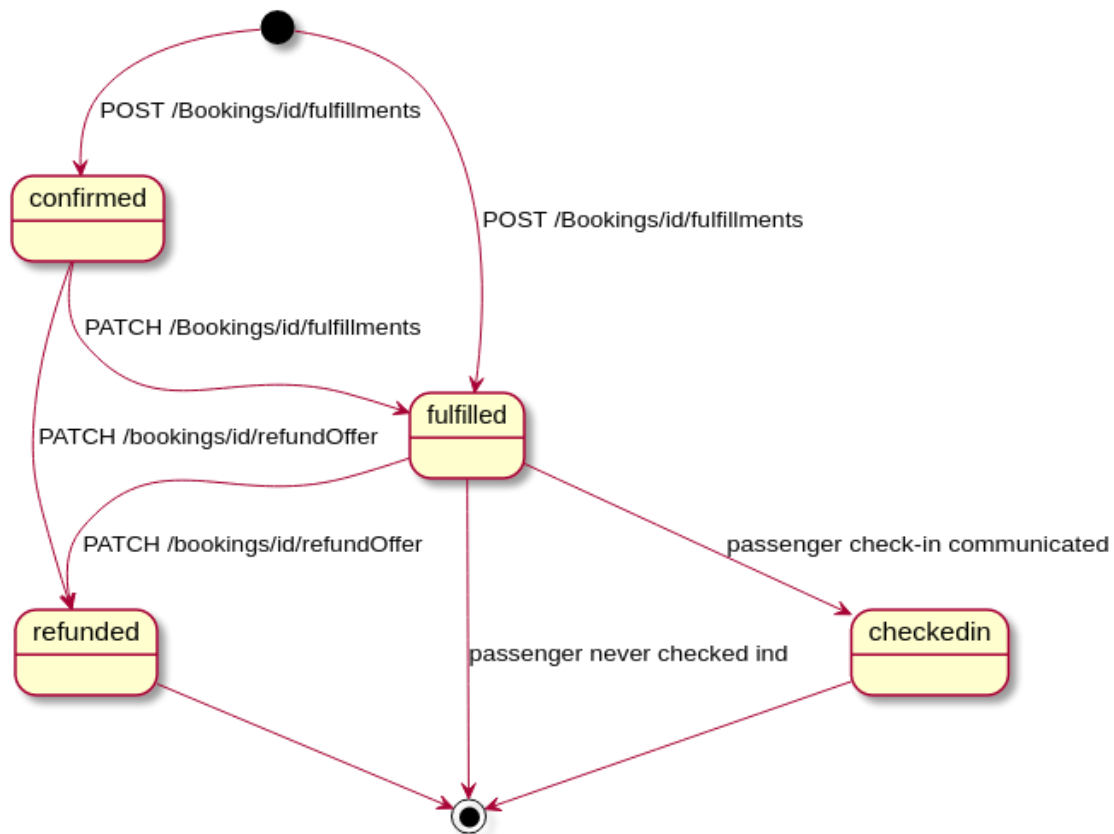 POST /Bookings/id/fulfillments
confirmed
POST /Bookings/id/fulfillments
PATCH /Bookings/id/fulfillments
fulfilled
PATCH /bookings/id/refundOffer
PATCH /bookings/id/refundOffer
passenger check-in communicated
refunded
checkedin
passenger never checked ind